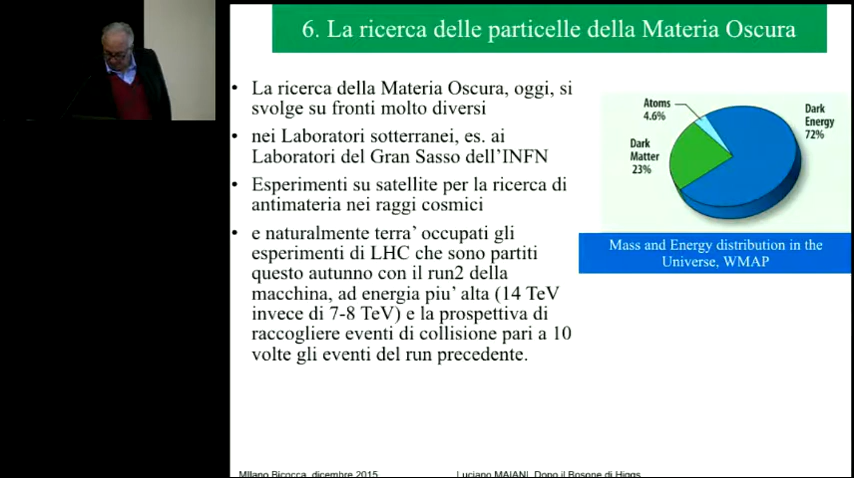 6. La ricerca delle particelle della Materia Oscura
• La ricerca della Materia Oscura, oggi, si
svolge su fronti molto diversi
• nei Laboratori sotterranei, es. ai
Laboratori del Gran Sasso dell’INFN
• Esperimenti su satellite per la ricerca di
antimateria nei raggi cosmici
• e naturalmente terra’ occupati gli
esperimenti di LHC che sono partiti
questo autunno con il run2 della
macchina, ad energia piu’ alta (14 TeV
invece di 7-8 TeV) e la prospettiva di
raccogliere eventi di collisione pari a 10
volte gli eventi del run precedente.
Atoms
4.6%
Dark
Energy
72%
Dark
Matter
23%
Mass and Energy distribution in the
Universe, WMAP
MIlano Bicocca, dicembre 2015
Luciano MAIANI. Dopo il Bosone di Higgs